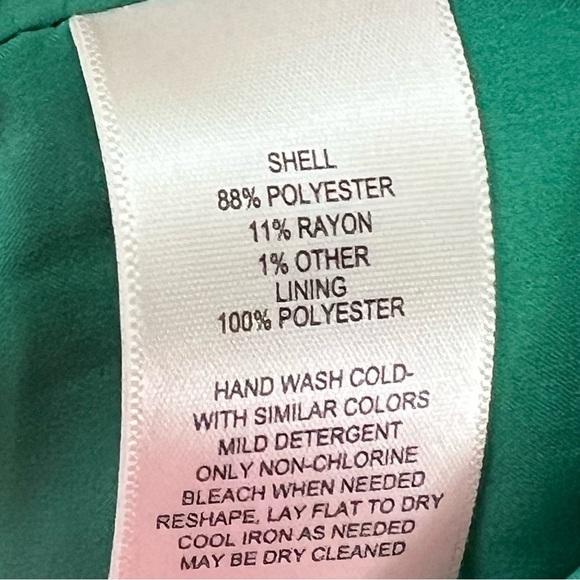 SHELL
88% POLYESTER
11% RAYON
1% OTHER
LINING
100% POLYESTER
HAND WASH COLD-
WITH SIMILAR COLORS
MILD DETERGENT
ONLY NON-CHLORINE
BLEACH WHEN NEEDED
RESHAPE, LAY FLAT TO DRY
COOL IRON AS NEEDED
MAY BE DRY CLEANED